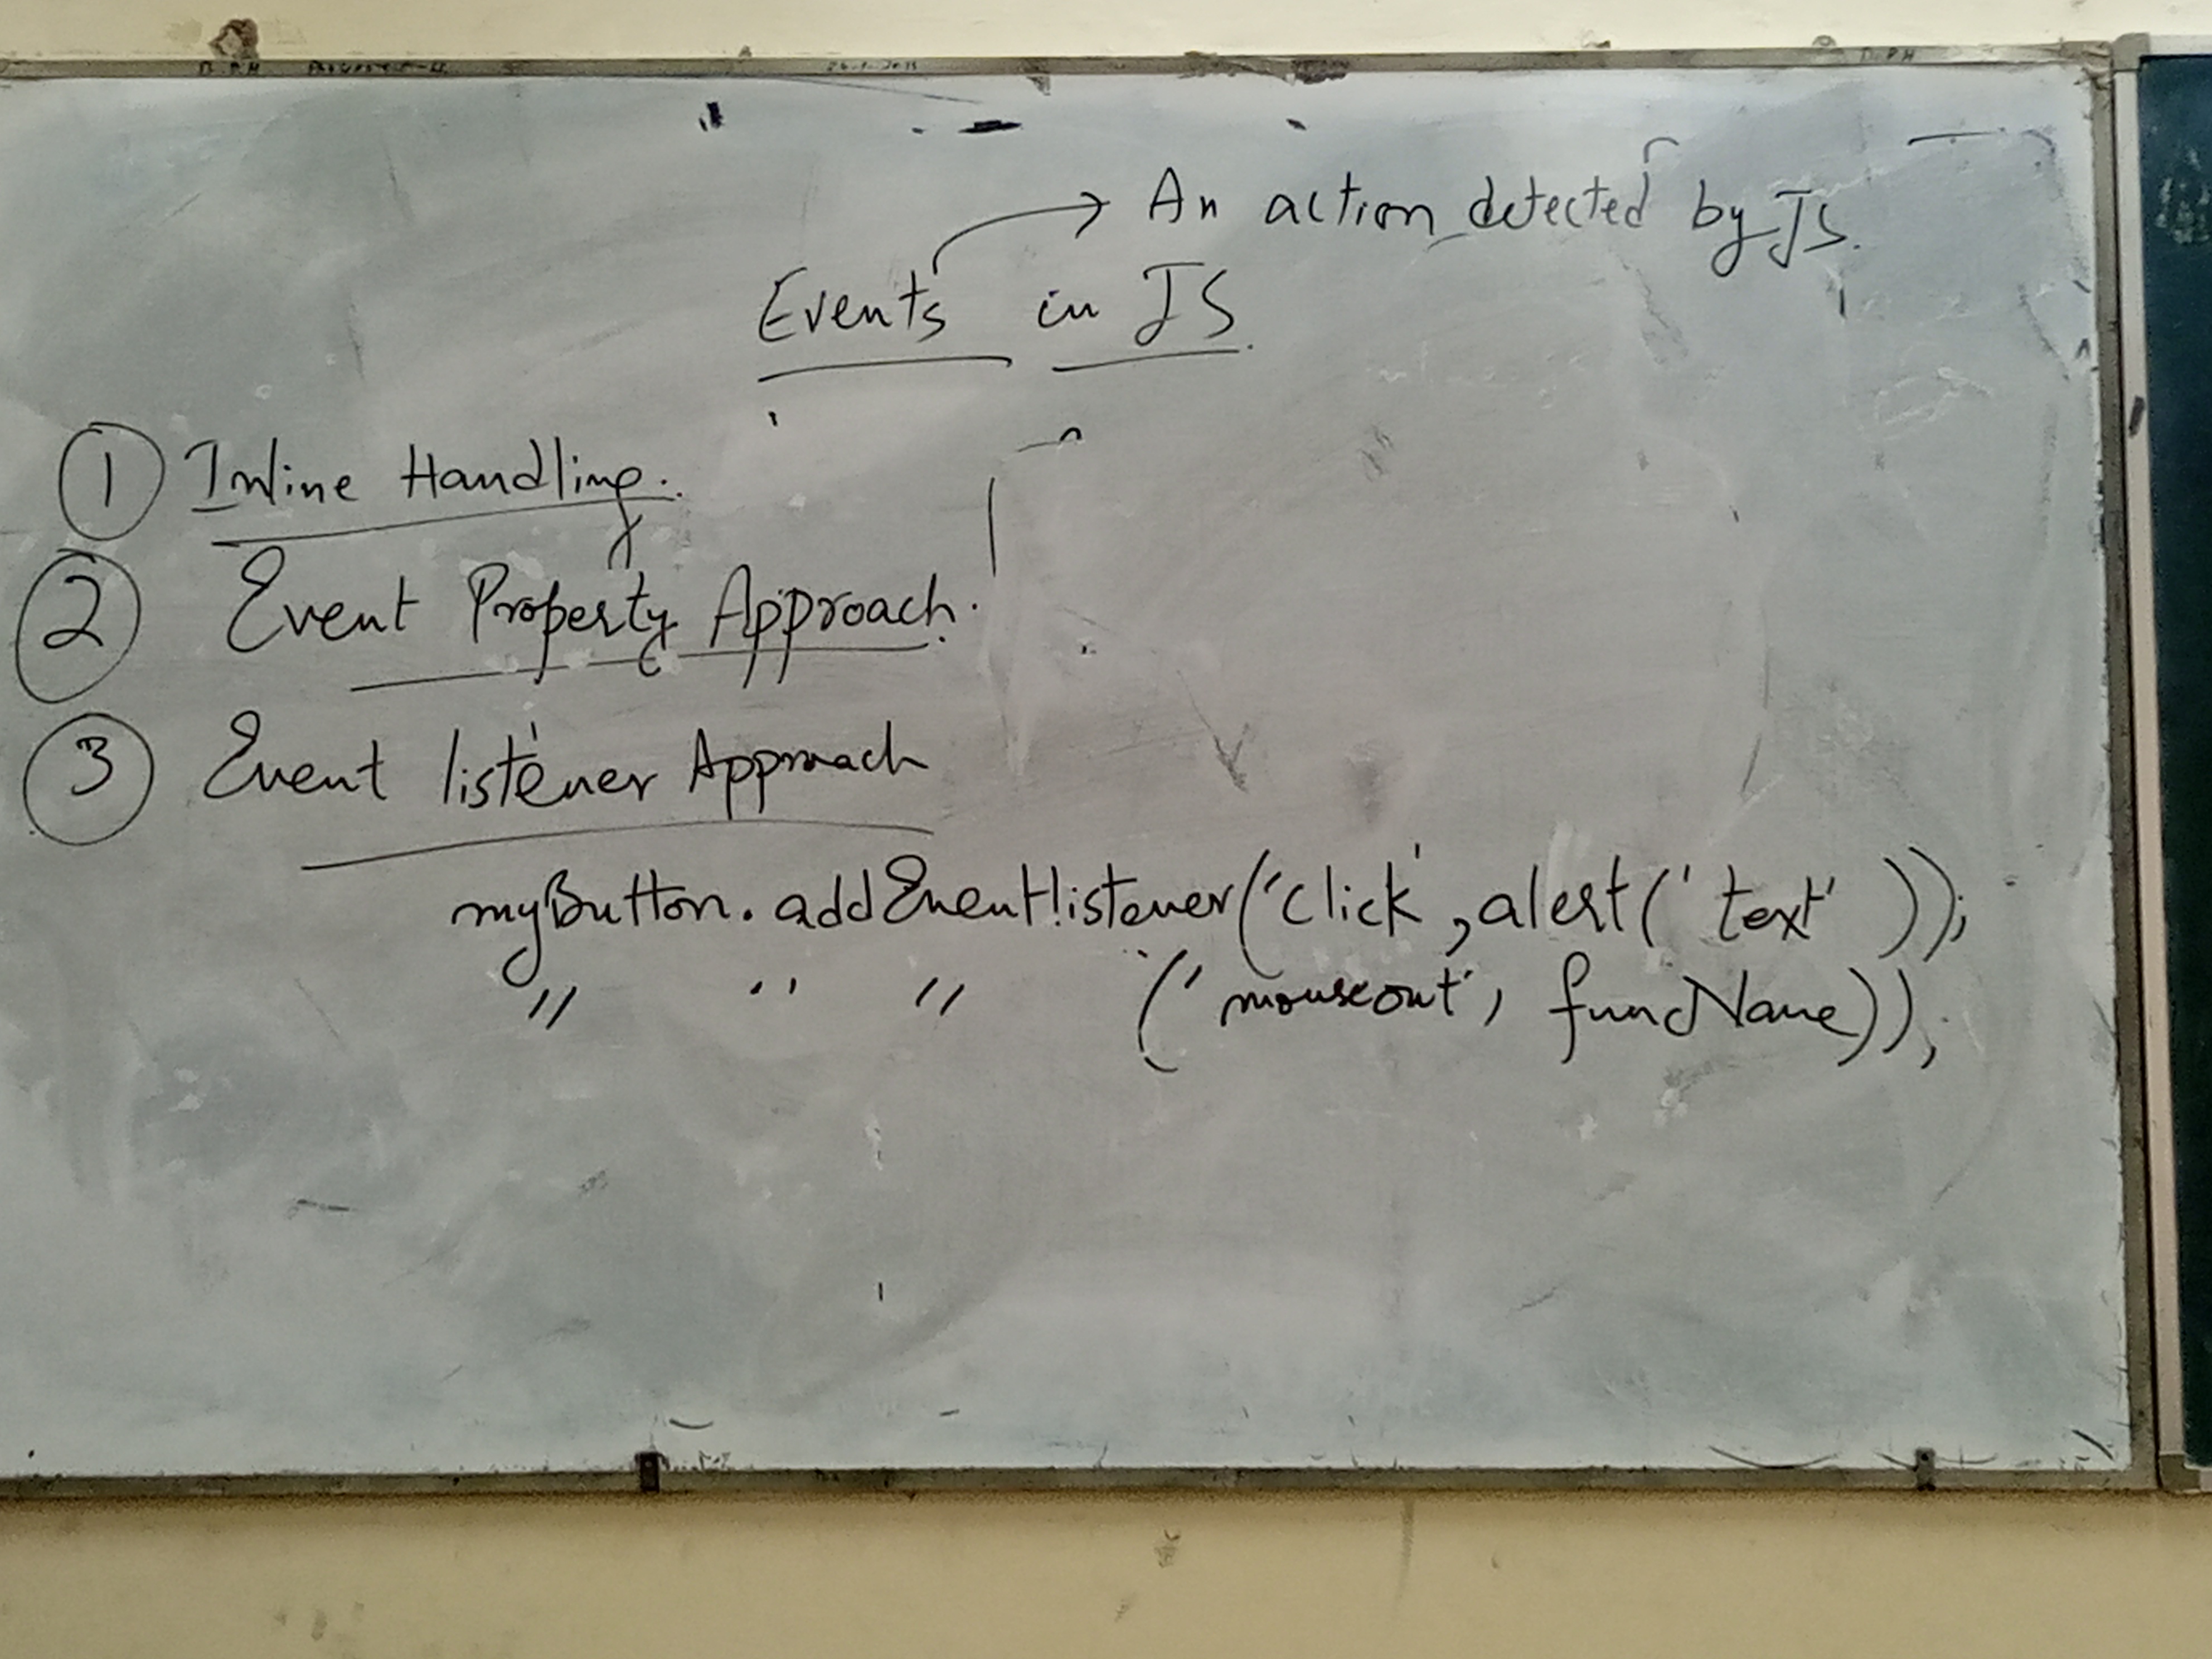 An action detected by JS.
Events in JS.
1 Inline Handling.
2 Event Property Approach.
3 Event listener Approach
myButton.addEventlistener('click', alert('text'));
" " " ('mouseout', funcName));